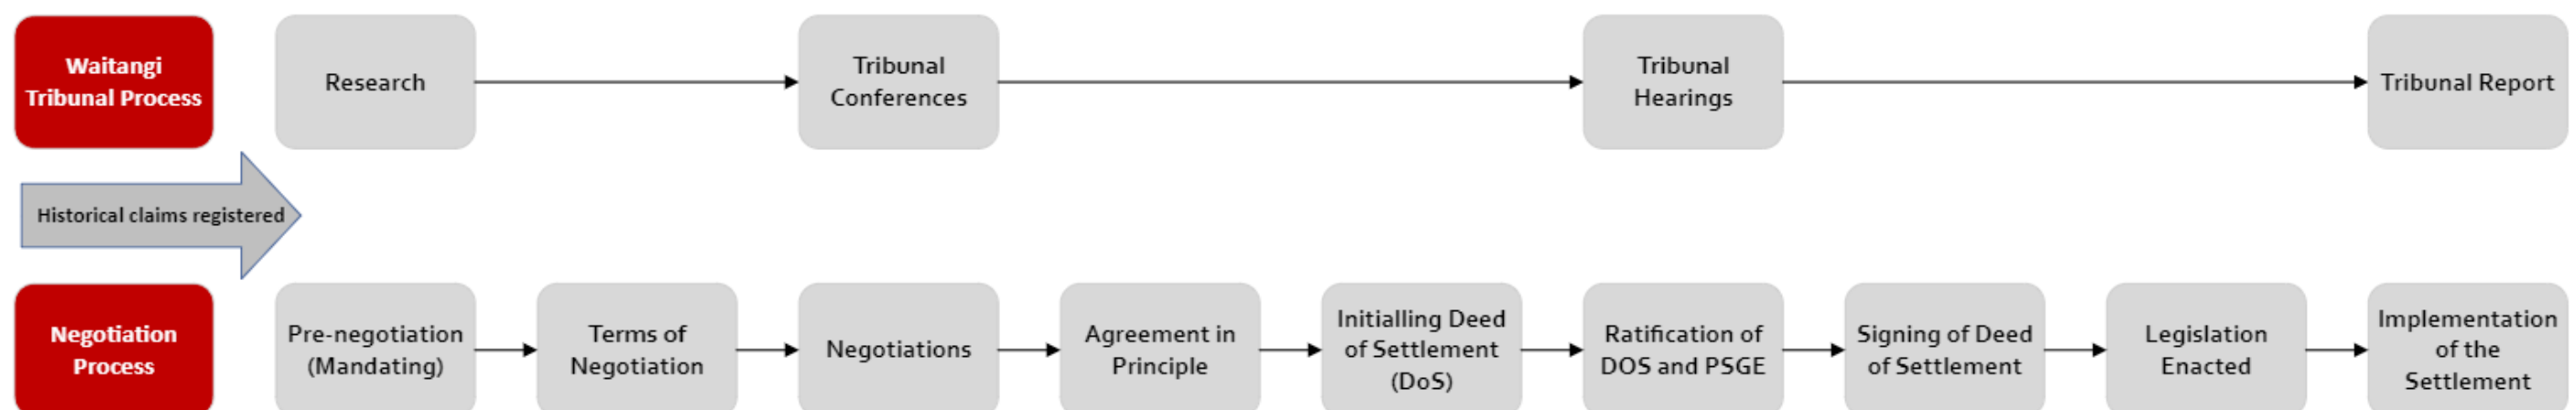 Waitangi
Tribunal Process
Research
Tribunal
Conferences
Tribunal
Hearings
Tribunal Report
Historical claims registered
Negotiation
Process
Pre-negotiation
(Mandating)
Terms of
Negotiation
Negotiations
Agreement in
Principle
Initialling Deed
of Settlement
(DoS)
Ratification of
DOS and PSGE
Signing of Deed
of Settlement
Legislation
Enacted
Implementation
of the
Settlement